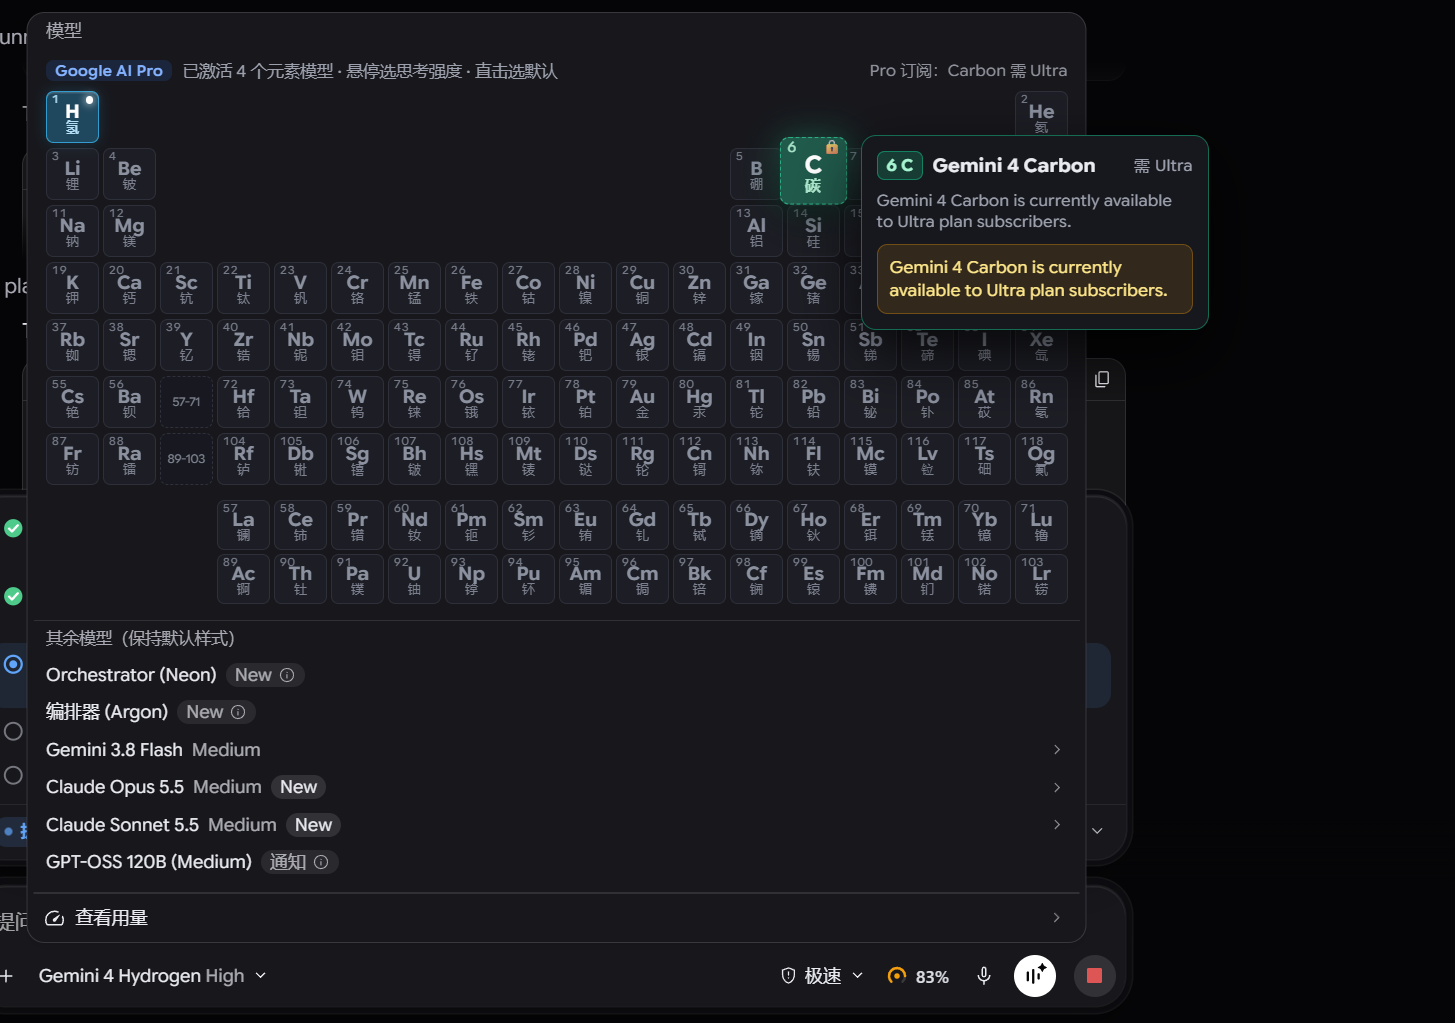 unn
模型
Google AI Pro 已激活 4 个元素模型 · 悬停选思考强度 · 直击选默认 Pro 订阅：Carbon 需 Ultra
1 H 氢
2 He 氦
3 Li 锂
4 Be 铍
5 B 硼
6 C 碳
7
6 C Gemini 4 Carbon 需 Ultra
Gemini 4 Carbon is currently available
to Ultra plan subscribers.
Gemini 4 Carbon is currently
available to Ultra plan subscribers.
11 Na 钠
12 Mg 镁
13 Al 铝
14 Si 硅
15
pla
19 K 钾
20 Ca 钙
21 Sc 钪
22 Ti 钛
23 V 钒
24 Cr 铬
25 Mn 锰
26 Fe 铁
27 Co 钴
28 Ni 镍
29 Cu 铜
30 Zn 锌
31 Ga 镓
32 Ge 锗
37 Rb 铷
38 Sr 锶
39 Y 钇
40 Zr 锆
41 Nb 铌
42 Mo 钼
43 Tc 锝
44 Ru 钌
45 Rh 铑
46 Pd 钯
47 Ag 银
48 Cd 镉
49 In 铟
50 Sn 锡
51 Sb 锑
Te 碲
I 碘
Xe 氙
55 Cs 铯
56 Ba 钡
57-71
72 Hf 铪
73 Ta 钽
74 W 钨
75 Re 铼
76 Os 锇
77 Ir 铱
78 Pt 铂
79 Au 金
80 Hg 汞
81 Tl 铊
82 Pb 铅
83 Bi 铋
84 Po 钋
85 At 砹
86 Rn 氡
87 Fr 钫
88 Ra 镭
89-103
104 Rf 𬬻
105 Db 𬭊
106 Sg 𬭳
107 Bh 𬭛
108 Hs 𬭶
109 Mt 鿏
110 Ds 𫟼
111 Rg 𬬭
112 Cn 鿔
113 Nh 鿭
114 Fl 𫓧
115 Mc 镆
116 Lv 𫟷
117 Ts 鿬
118 Og 鿫
57 La 镧
58 Ce 铈
59 Pr 镨
60 Nd 钕
61 Pm 钷
62 Sm 钐
63 Eu 铕
64 Gd 钆
65 Tb 铽
66 Dy 镝
67 Ho 钬
68 Er 铒
69 Tm 铥
70 Yb 镱
71 Lu 镥
89 Ac 锕
90 Th 钍
91 Pa 镤
92 U 铀
93 Np 镎
94 Pu 钚
95 Am 镅
96 Cm 锔
97 Bk 锫
98 Cf 锎
99 Es 锿
100 Fm 镄
101 Md 钔
102 No 锘
103 Lr 铹
其余模型（保持默认样式）
Orchestrator (Neon) New
编排器 (Argon) New
Gemini 3.8 Flash Medium
Claude Opus 5.5 Medium New
Claude Sonnet 5.5 Medium New
GPT-OSS 120B (Medium) 通知
查看用量
提问
Gemini 4 Hydrogen High 极速 83%